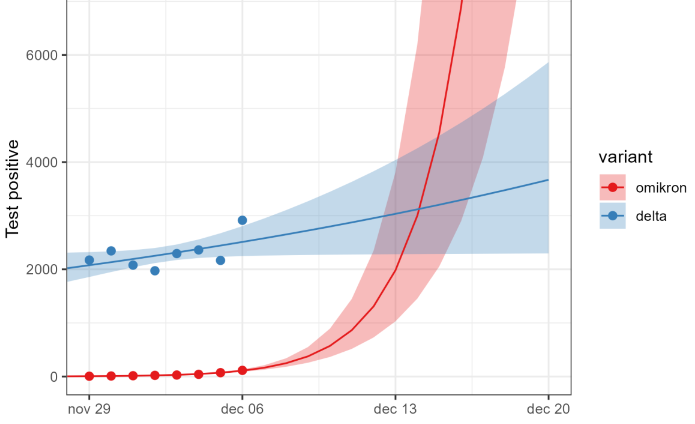 Test positive
6000
4000
2000
0
nov 29
dec 06
dec 13
dec 20
variant
omikron
delta